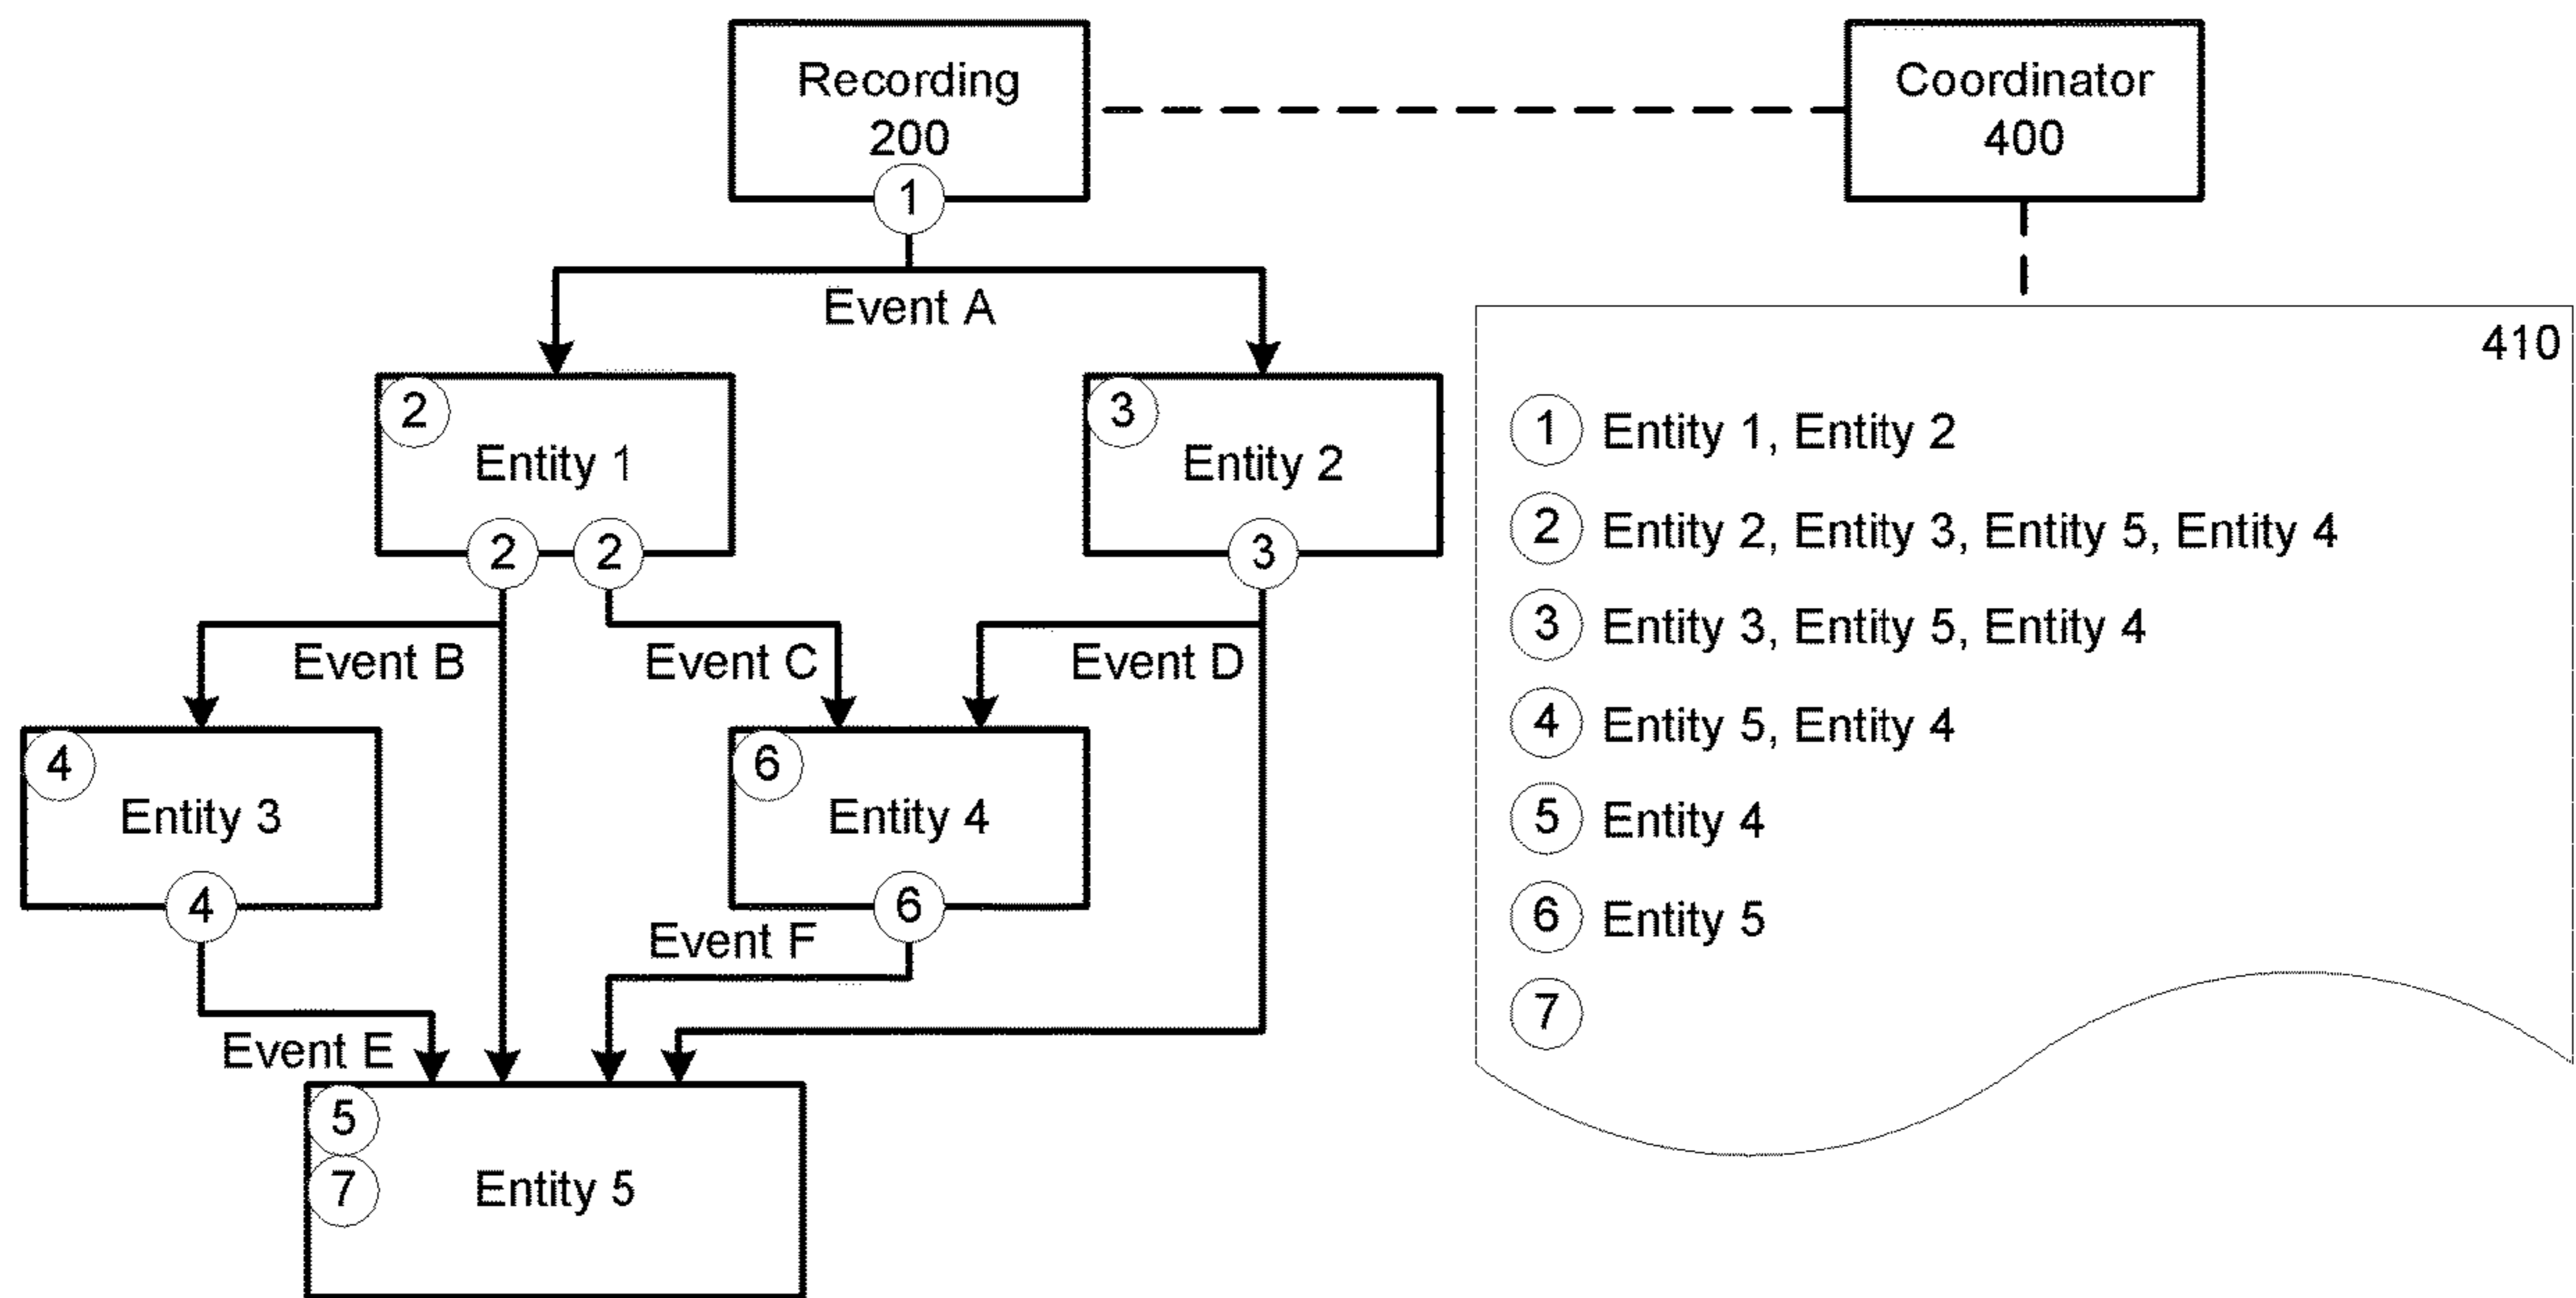 Recording
200
1
Coordinator
400
Event A
2
Entity 1
2
2
3
Entity 2
3
Event B
Event C
Event D
4
Entity 3
4
6
Entity 4
6
Event F
Event E
5
7
Entity 5
410
1 Entity 1, Entity 2
2 Entity 2, Entity 3, Entity 5, Entity 4
3 Entity 3, Entity 5, Entity 4
4 Entity 5, Entity 4
5 Entity 4
6 Entity 5
7